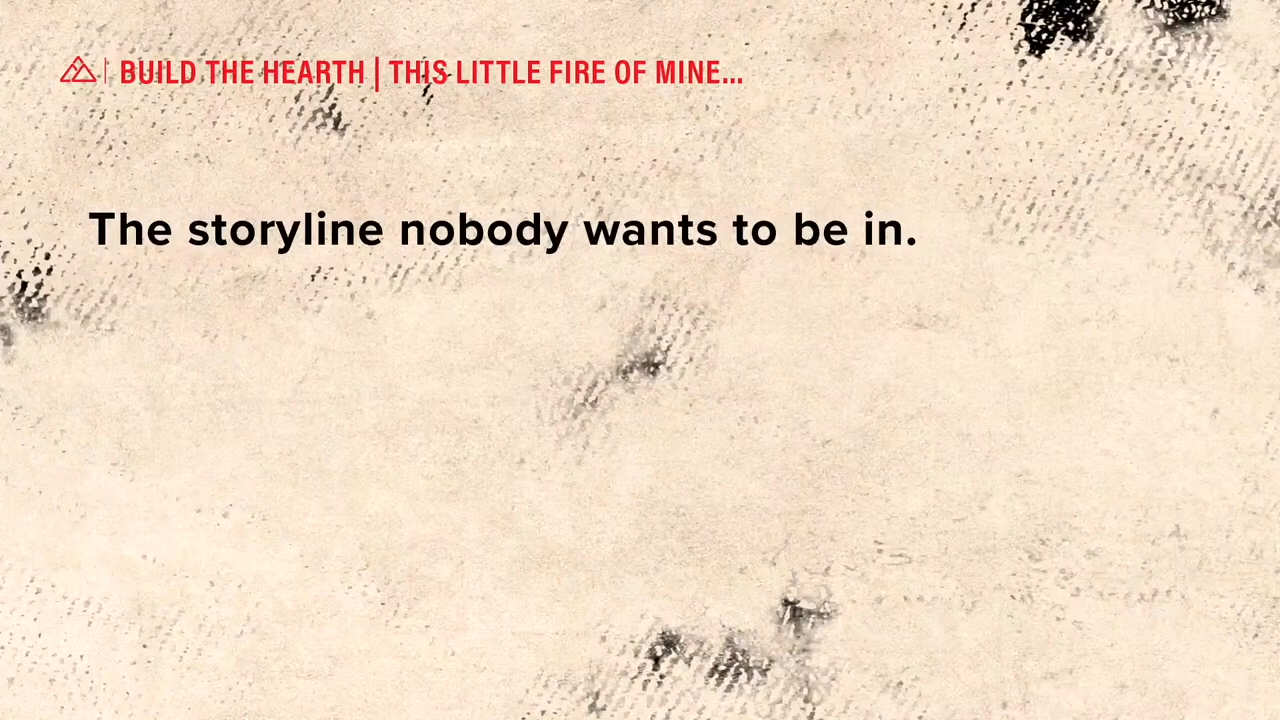 BUILD THE HEARTH | THIS LITTLE FIRE OF MINE...
The storyline nobody wants to be in.